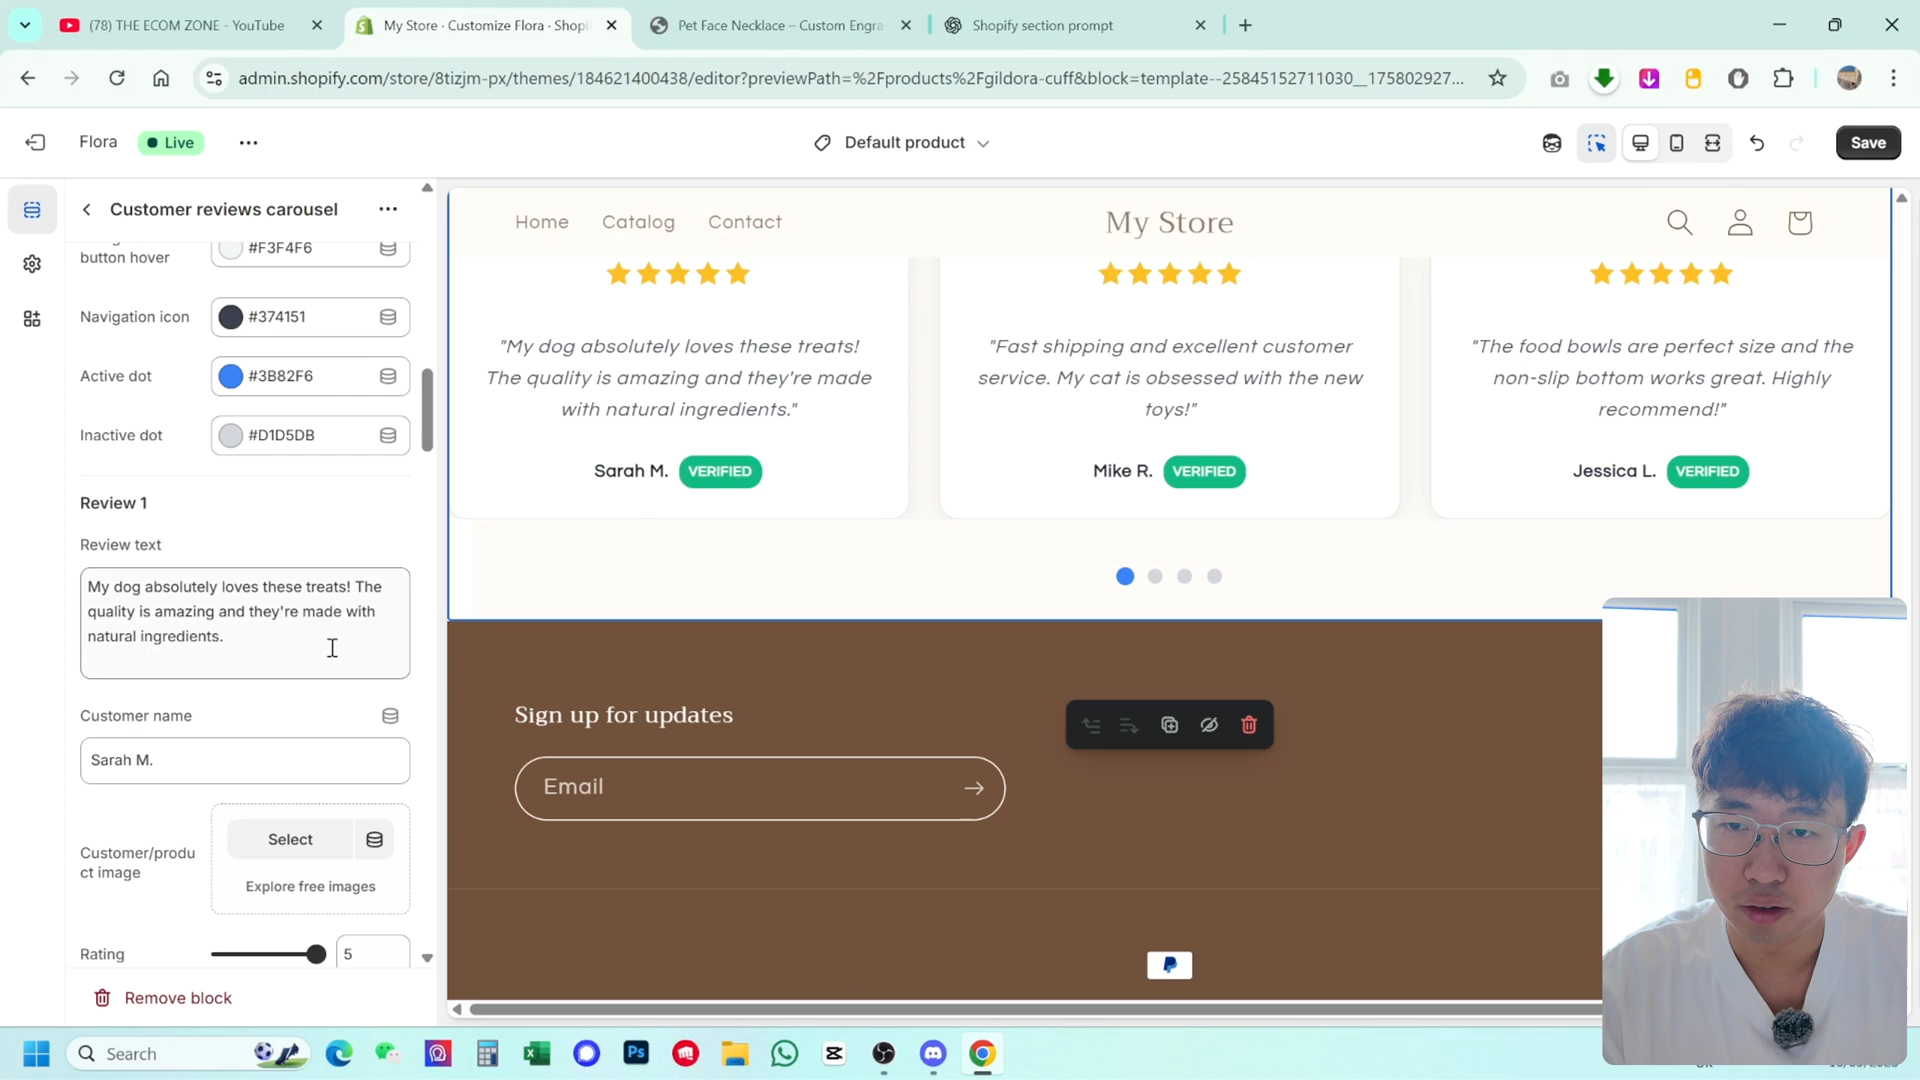 (78) THE ECOM ZONE - YouTube
My Store · Customize Flora · Shopi
Pet Face Necklace – Custom Engra
Shopify section prompt
admin.shopify.com/store/8tizjm-px/themes/184621400438/editor?previewPath=%2Fproducts%2Fgildora-cuff&block=template--25845152711030__175802927...
Flora
Live
Default product
Save
Customer reviews carousel
button hover
#F3F4F6
Navigation icon
#374151
Active dot
#3B82F6
Inactive dot
#D1D5DB
Review 1
Review text
My dog absolutely loves these treats! The
quality is amazing and they're made with
natural ingredients.
Customer name
Sarah M.
Customer/produ
ct image
Select
Explore free images
Rating
5
Remove block
Home
Catalog
Contact
My Store
"My dog absolutely loves these treats!
The quality is amazing and they're made
with natural ingredients."
Sarah M.
VERIFIED
"Fast shipping and excellent customer
service. My cat is obsessed with the new
toys!"
Mike R.
VERIFIED
"The food bowls are perfect size and the
non-slip bottom works great. Highly
recommend!"
Jessica L.
VERIFIED
Sign up for updates
Email
Search
Ps